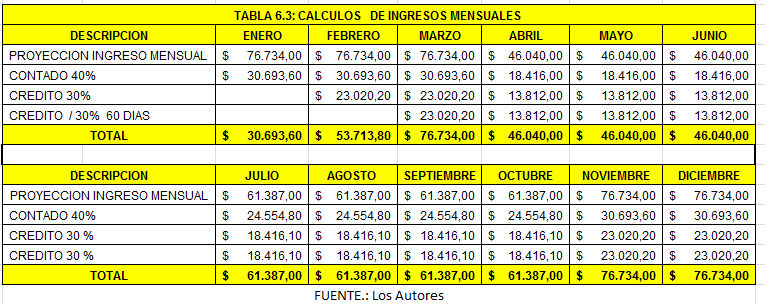 TABLA 6.3: CALCULOS DE INGRESOS MENSUALES
DESCRIPCION ENERO FEBRERO MARZO ABRIL MAYO JUNIO
PROYECCION INGRESO MENSUAL $ 76.734,00 $ 76.734,00 $ 76.734,00 $ 46.040,00 $ 46.040,00 $ 46.040,00
CONTADO 40% $ 30.693,60 $ 30.693,60 $ 30.693,60 $ 18.416,00 $ 18.416,00 $ 18.416,00
CREDITO 30% $ 23.020,20 $ 23.020,20 $ 13.812,00 $ 13.812,00 $ 13.812,00
CREDITO / 30% 60 DIAS $ 23.020,20 $ 13.812,00 $ 13.812,00 $ 13.812,00
TOTAL $ 30.693,60 $ 53.713,80 $ 76.734,00 $ 46.040,00 $ 46.040,00 $ 46.040,00
DESCRIPCION JULIO AGOSTO SEPTIEMBRE OCTUBRE NOVIEMBRE DICIEMBRE
PROYECCION INGRESO MENSUAL $ 61.387,00 $ 61.387,00 $ 61.387,00 $ 61.387,00 $ 76.734,00 $ 76.734,00
CONTADO 40% $ 24.554,80 $ 24.554,80 $ 24.554,80 $ 24.554,80 $ 30.693,60 $ 30.693,60
CREDITO 30 % $ 18.416,10 $ 18.416,10 $ 18.416,10 $ 18.416,10 $ 23.020,20 $ 23.020,20
CREDITO 30 % $ 18.416,10 $ 18.416,10 $ 18.416,10 $ 18.416,10 $ 23.020,20 $ 23.020,20
TOTAL $ 61.387,00 $ 61.387,00 $ 61.387,00 $ 61.387,00 $ 76.734,00 $ 76.734,00
FUENTE.: Los Autores